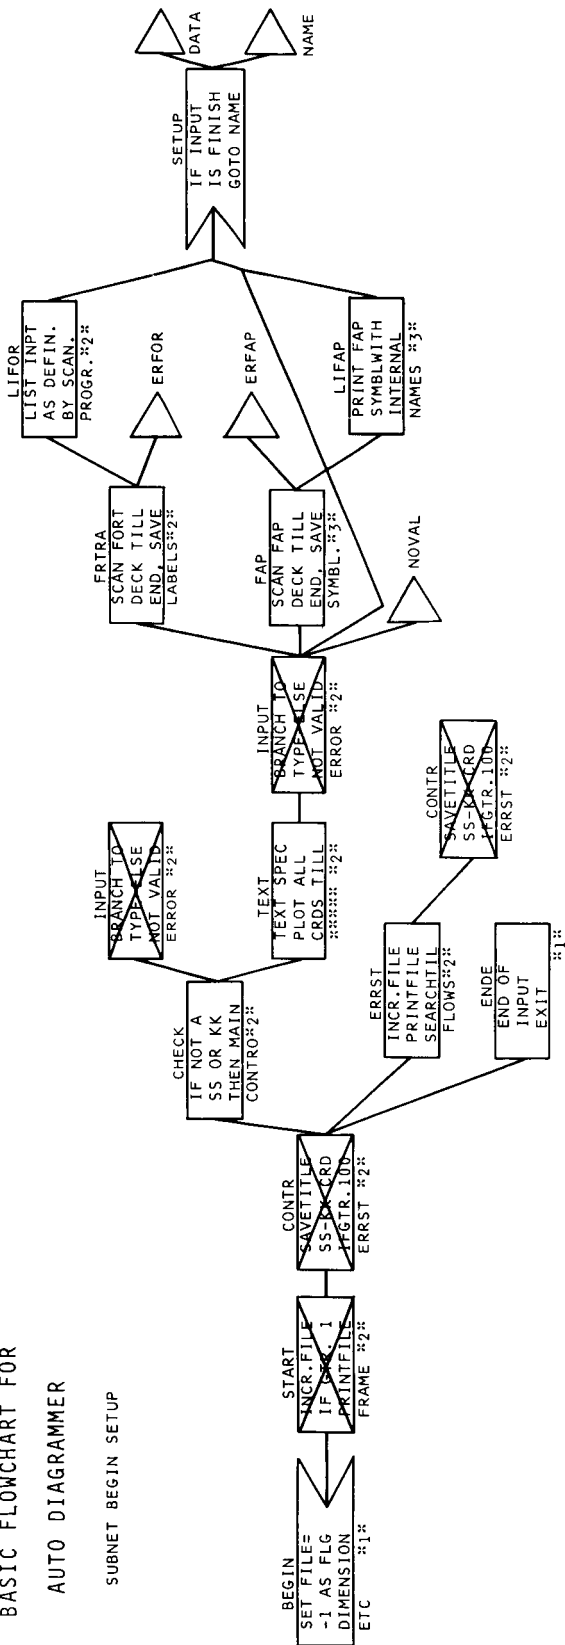 BASIC FLOWCHART FOR
AUTO DIAGRAMMER
SUBNET BEGIN SETUP
BEGIN
SET FILE=
-1 AS FLG
DIMENSION
ETC *1*
START
INCR.FILE
IF GTR. 1
PRINTFILE
FRAME *2*
CONTR
SAVETITLE
SS-KK CRD
IFGTR.100
ERRST *2*
CHECK
IF NOT A
SS OR KK
THEN MAIN
CONTRO*2*
ERRST
INCR.FILE
PRINTFILE
SEARCHTIL
FLOWS*2*
ENDE
END OF
INPUT
EXIT
*1*
INPUT
BRANCH TO
TYPE ELSE
NOT VALID
ERROR *2*
TEXT
TEXT SPEC
PLOT ALL
CRDS TILL
***** *2*
CONTR
SAVETITLE
SS-KK CRD
IFGTR.100
ERRST *2*
INPUT
BRANCH TO
TYPE ELSE
NOT VALID
ERROR *2*
FRTRA
SCAN FORT
DECK TILL
END, SAVE
LABELS*2*
FAP
SCAN FAP
DECK TILL
END, SAVE
SYMBL.*3*
NOVAL
LIFOR
LIST INPT
AS DEFIN.
BY SCAN.
PROGR.*2*
ERFOR
ERFAP
LIFAP
PRINT FAP
SYMBLWITH
INTERNAL
NAMES *3*
SETUP
IF INPUT
IS FINISH
GOTO NAME
DATA
NAME